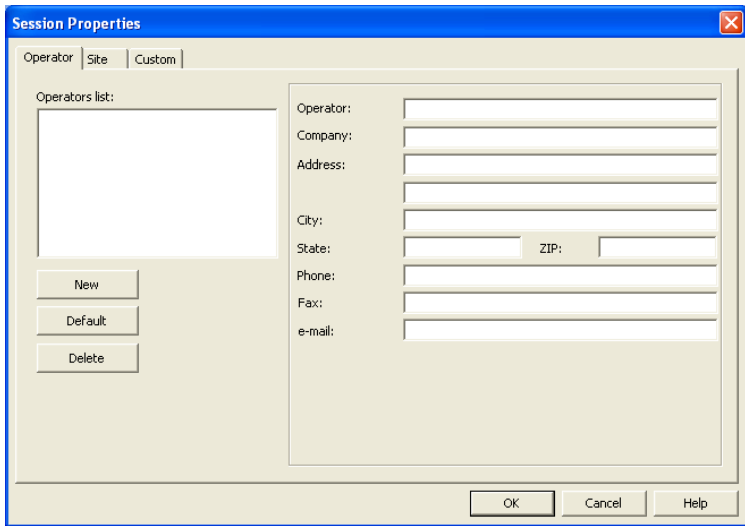 Session Properties
Operator Site Custom
Operators list:
Operator:
Company:
Address:
City:
State: ZIP:
Phone:
Fax:
e-mail:
New
Default
Delete
OK Cancel Help